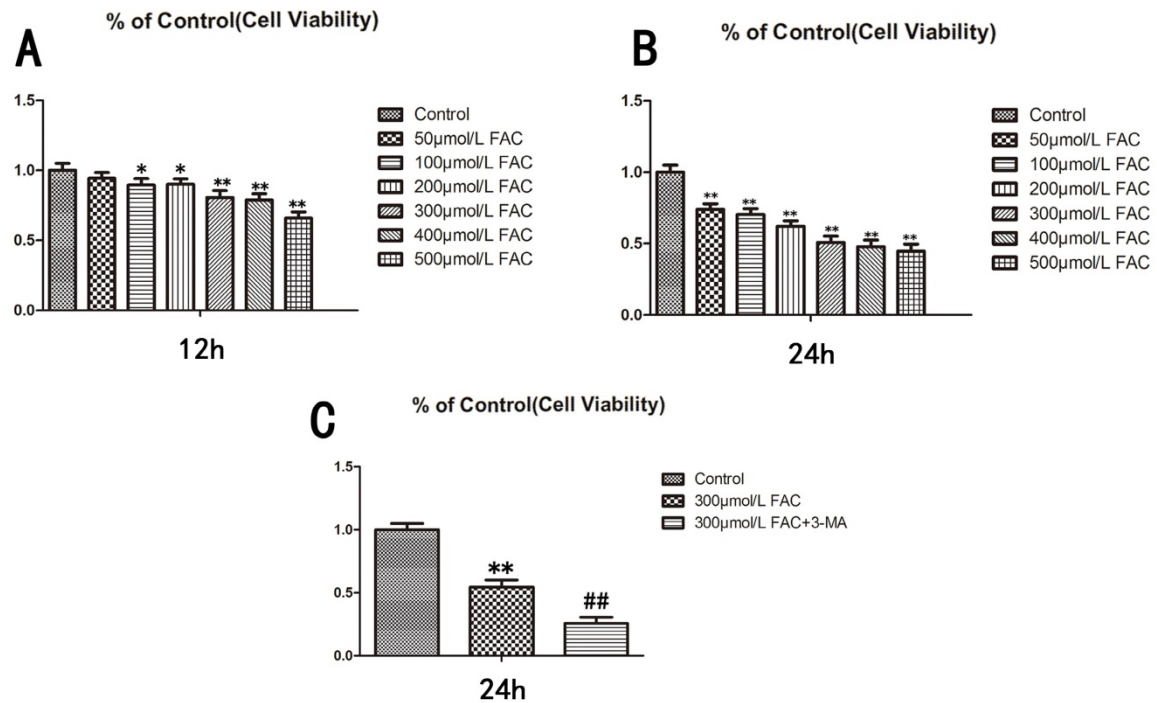 A
% of Control(Cell Viability)
1.5
1.0
0.5
0.0
* * ** ** **
12h
Control
50μmol/L FAC
100μmol/L FAC
200μmol/L FAC
300μmol/L FAC
400μmol/L FAC
500μmol/L FAC
B
% of Control(Cell Viability)
1.5
1.0
0.5
0.0
** ** ** ** ** **
24h
Control
50μmol/L FAC
100μmol/L FAC
200μmol/L FAC
300μmol/L FAC
400μmol/L FAC
500μmol/L FAC
C
% of Control(Cell Viability)
1.5
1.0
0.5
0.0
** ##
24h
Control
300μmol/L FAC
300μmol/L FAC+3-MA